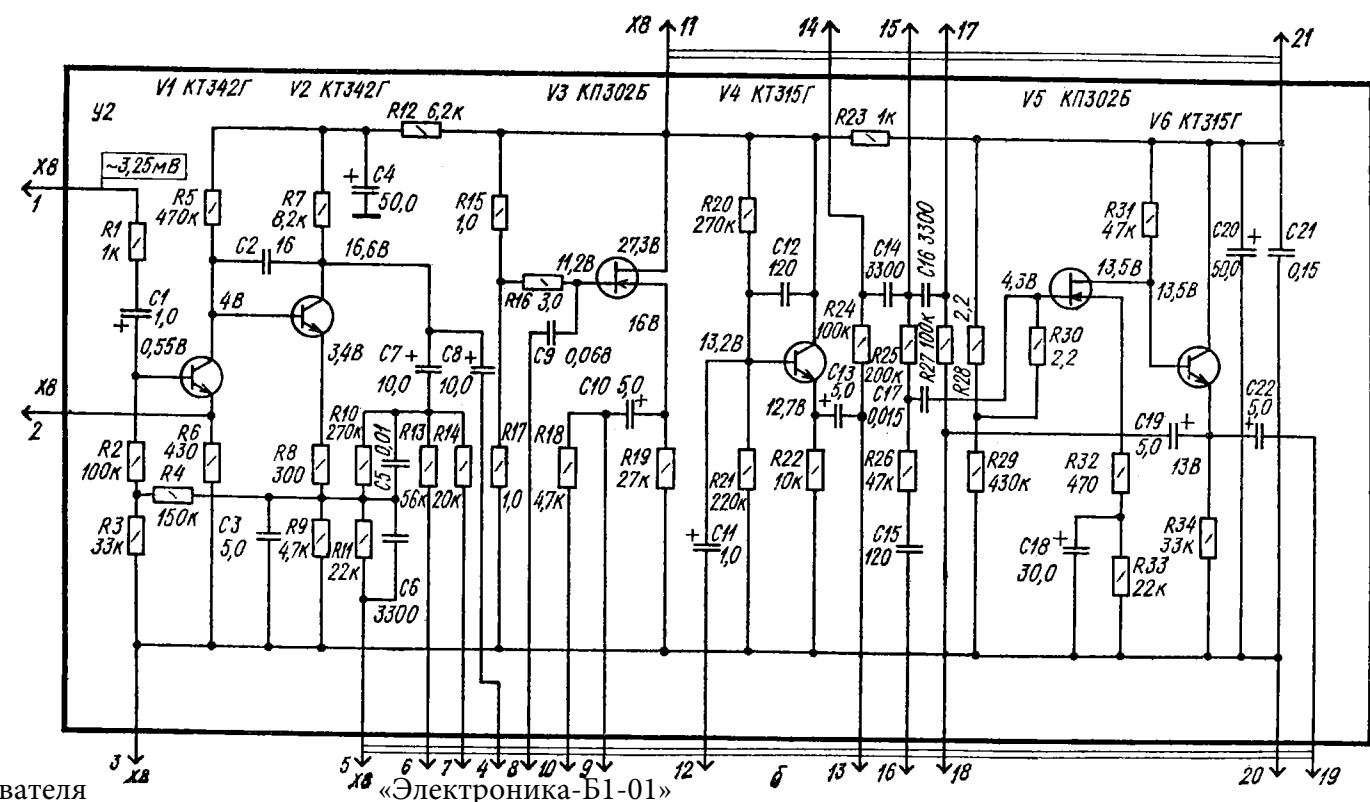 X8 11 14 15 17 21
V1 КТ342Г V2 КТ342Г V3 КП302Б V4 КТ315Г V5 КП302Б V6 КТ315Г
У2
R12 6,2к
R23 1к
X8
1
~3,25мВ
R1
1к
C1
1,0
0,55В
R5
470к
C2 16
4В
R7
8,2к
16,6В
C4
50,0
3,4В
R15
1,0
R16 3,0
11,2В
27,3В
16В
C9 0,068
C7
10,0
C8
10,0
C10 5,0
R20
270к
C12
120
13,2В
12,7В
C13
5,0
C14
3300
C16 3300
R24
100к
R25
200к
R27 100к
R28 2,2
C17
0,015
4,3В
13,5В
R30
2,2
R31
47к
13,5В
C20
50,0
C21
0,15
X8
2
R2
100к
R6
430
R4
150к
R3
33к
C3
5,0
R8
300
R9
4,7к
R10
270к
C5 0,01
R11
22к
C6
3300
R13
56к
R14
20к
R17
1,0
R18
4,7к
R19
27к
R21
220к
C11
1,0
R22
10к
R26
47к
C15
120
R29
430к
R32
470
C18
30,0
R33
22к
C19
5,0
13В
R34
33к
C22
5,0
3 X8 5 X8 6 7 4 8 10 9 12 б 13 16 18 20 19
вателя «Электроника-Б1-01»